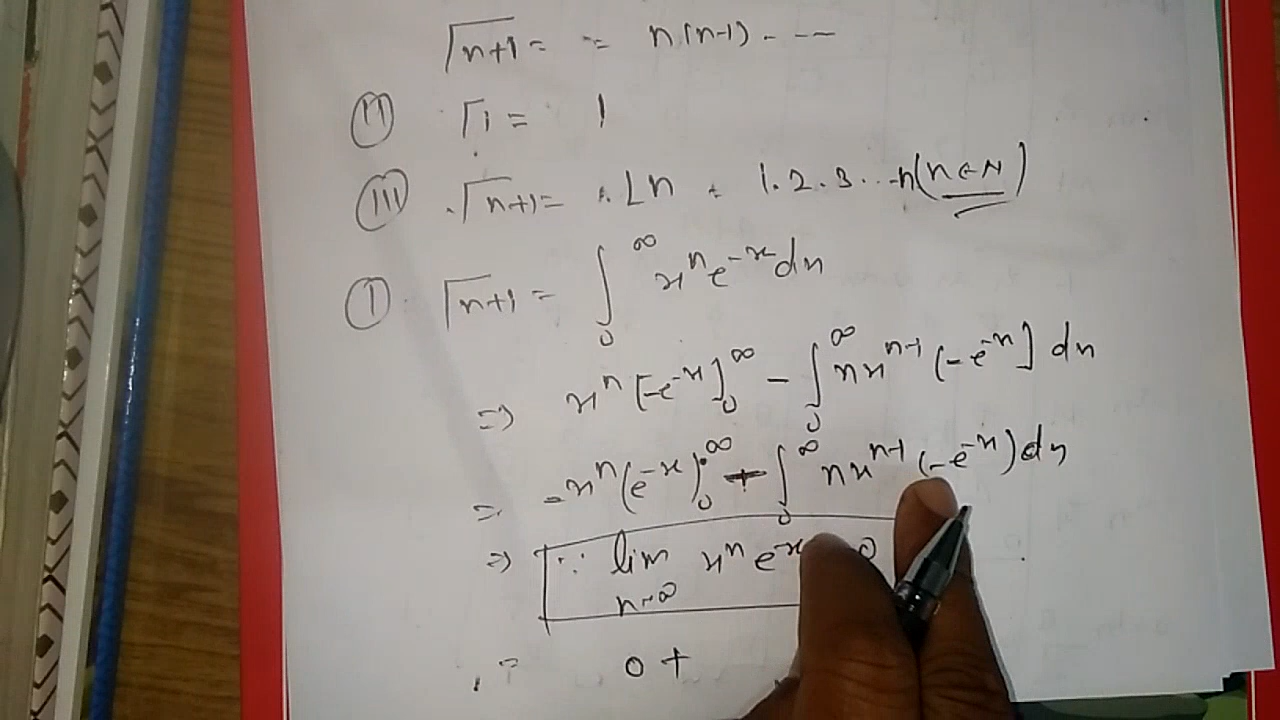 Γn+1 = = n(n-1) - --
(II) Γ1 = 1
(III) Γn+1 = ⌊n = 1.2.3...n(n∈N)
(I) Γn+1 = ∫₀^∞ xⁿe⁻ˣdx
=> xⁿ[-e⁻ˣ]₀^∞ - ∫₀^∞ nxⁿ⁻¹(-e⁻ˣ] dx
=> -xⁿ(e⁻ˣ)₀^∞ + ∫₀^∞ nxⁿ⁻¹(-e⁻ˣ)dx
=> ∵ lim n→∞ xⁿe⁻ˣ 0
= 0 +